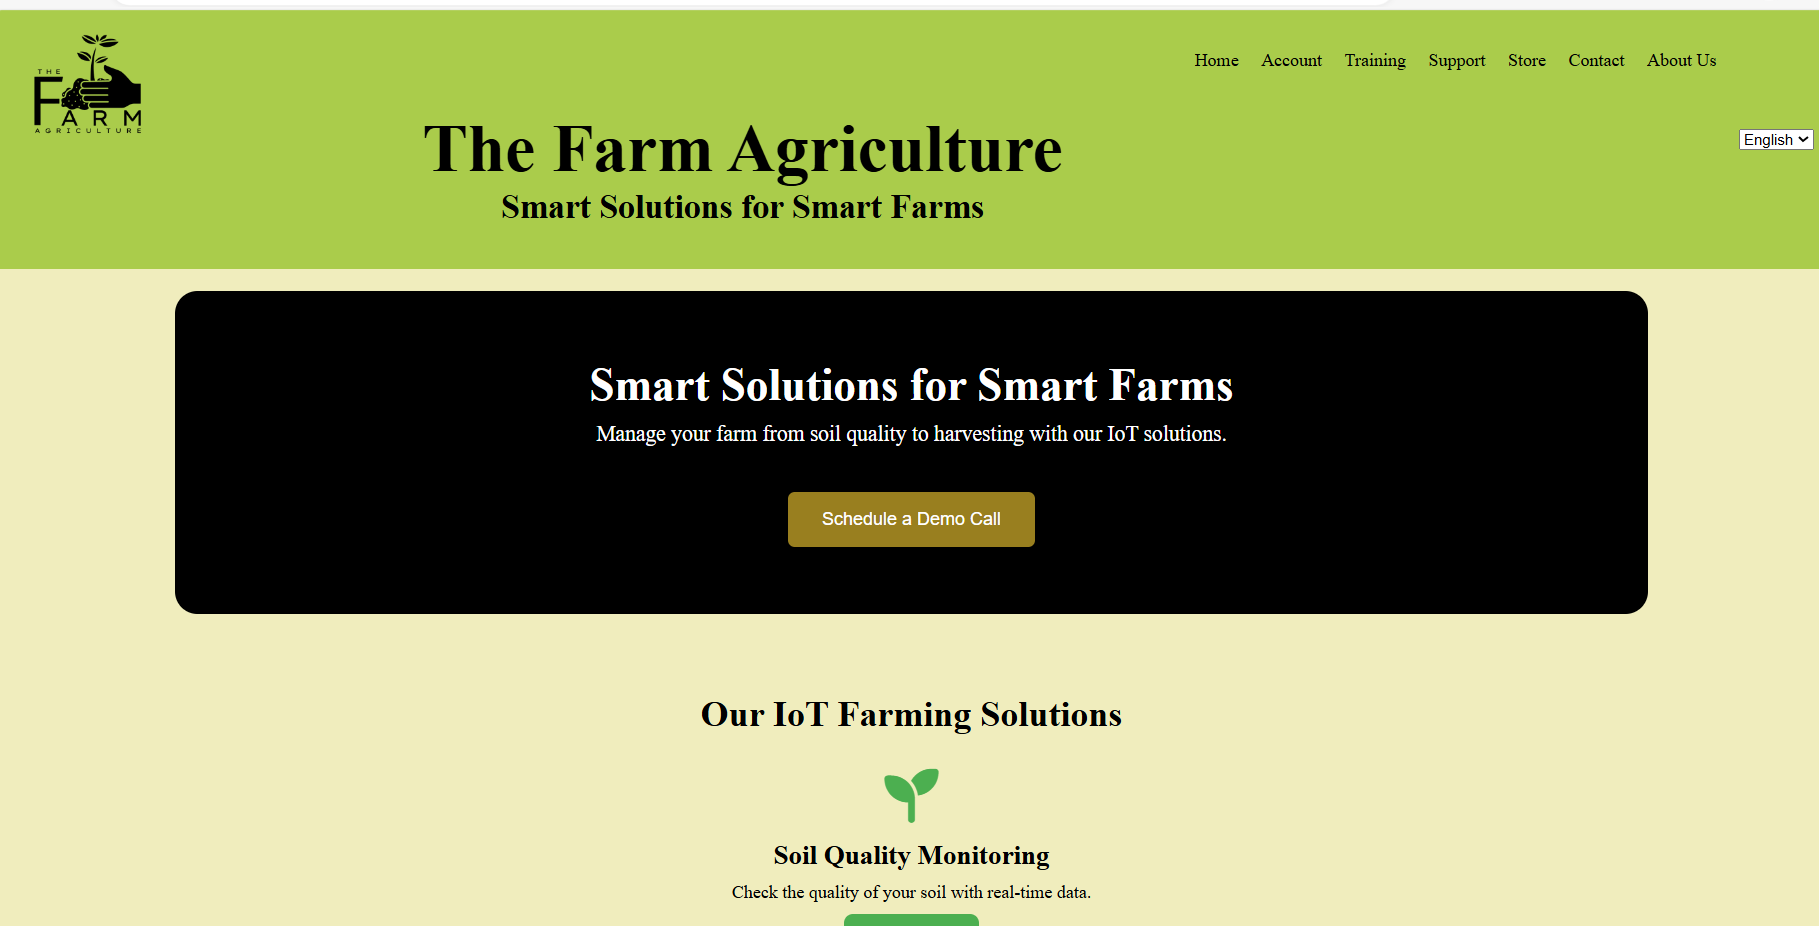 THE
FARM
AGRICULTURE
Home Account Training Support Store Contact About Us
English
The Farm Agriculture
Smart Solutions for Smart Farms
Smart Solutions for Smart Farms
Manage your farm from soil quality to harvesting with our IoT solutions.
Schedule a Demo Call
Our IoT Farming Solutions
Soil Quality Monitoring
Check the quality of your soil with real-time data.